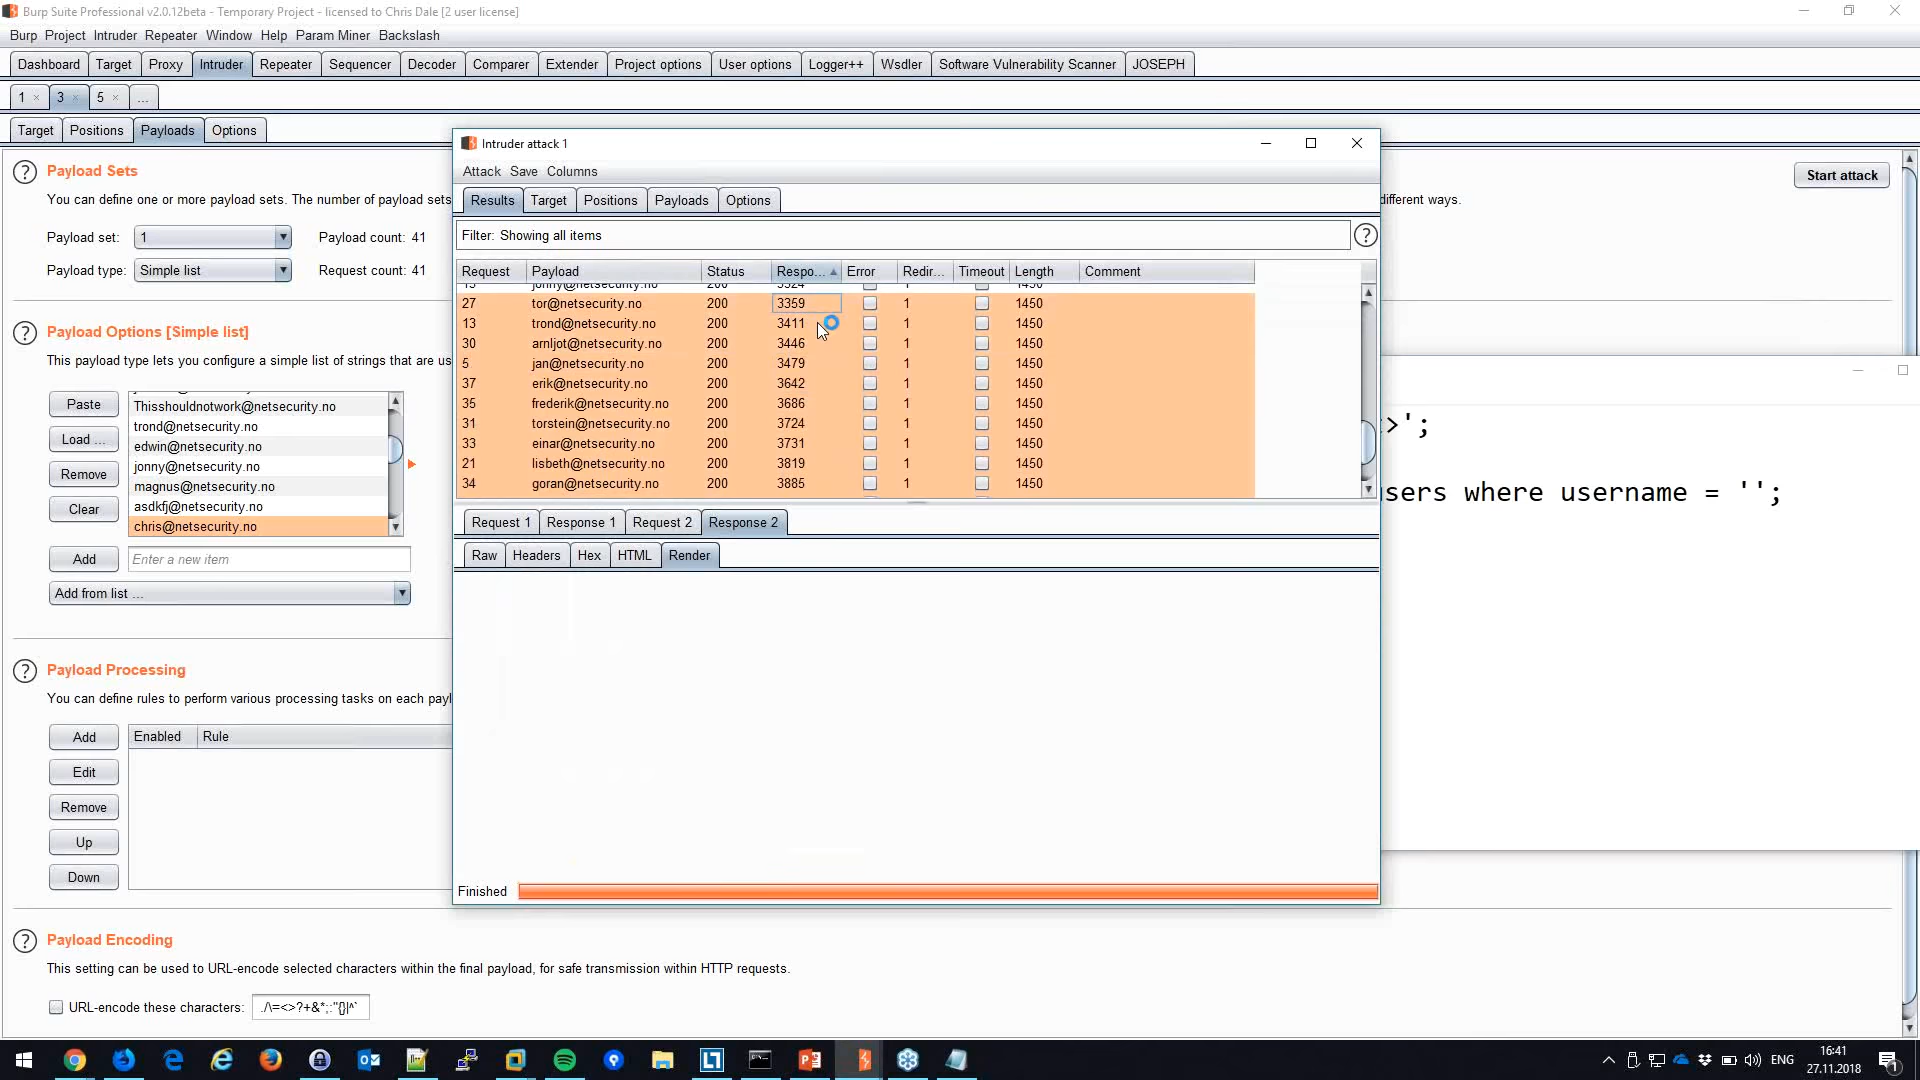 Burp Suite Professional v2.0.12beta - Temporary Project - licensed to Chris Dale [2 user license]
Burp Project Intruder Repeater Window Help Param Miner Backslash
Dashboard Target Proxy Intruder Repeater Sequencer Decoder Comparer Extender Project options User options Logger++ Wsdler Software Vulnerability Scanner JOSEPH
1 × 3 × 5 × ...
Target Positions Payloads Options
? Payload Sets
Start attack
You can define one or more payload sets. The number of payload sets
different ways.
Payload set: 1 Payload count: 41
Payload type: Simple list Request count: 41
? Payload Options [Simple list]
This payload type lets you configure a simple list of strings that are us
Paste
Load ...
Remove
Clear
Thisshouldnotwork@netsecurity.no
trond@netsecurity.no
edwin@netsecurity.no
jonny@netsecurity.no
magnus@netsecurity.no
asdkfj@netsecurity.no
chris@netsecurity.no
Add Enter a new item
Add from list ...
? Payload Processing
You can define rules to perform various processing tasks on each payl
Add
Edit
Remove
Up
Down
Enabled Rule
? Payload Encoding
This setting can be used to URL-encode selected characters within the final payload, for safe transmission within HTTP requests.
URL-encode these characters: ./\=<>?+&*;:"{}|^`
Intruder attack 1
Attack Save Columns
Results Target Positions Payloads Options
Filter: Showing all items ?
Request Payload Status Respo... Error Redir... Timeout Length Comment
15 jonny@netsecurity.no 200 3324 1 1450
27 tor@netsecurity.no 200 3359 1 1450
13 trond@netsecurity.no 200 3411 1 1450
30 arnljot@netsecurity.no 200 3446 1 1450
5 jan@netsecurity.no 200 3479 1 1450
37 erik@netsecurity.no 200 3642 1 1450
35 frederik@netsecurity.no 200 3686 1 1450
31 torstein@netsecurity.no 200 3724 1 1450
33 einar@netsecurity.no 200 3731 1 1450
21 lisbeth@netsecurity.no 200 3819 1 1450
34 goran@netsecurity.no 200 3885 1 1450
Request 1 Response 1 Request 2 Response 2
Raw Headers Hex HTML Render
Finished
>';
users where username = '';
ENG
16:41
27.11.2018
1